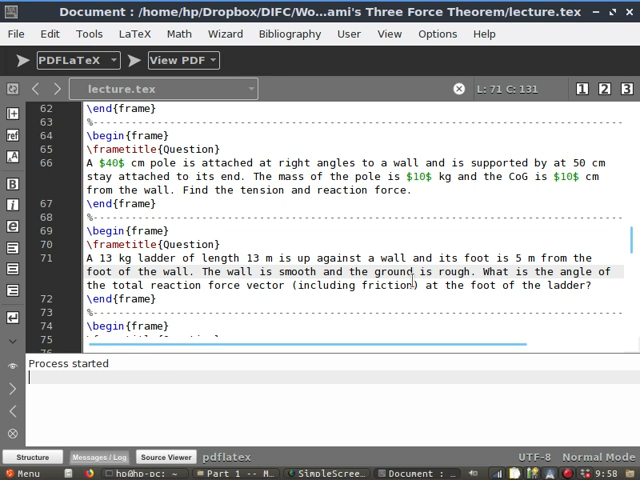 Document : /home/hp/Dropbox/DIFC/Wo...ami's Three Force Theorem/lecture.tex
File Edit Tools LaTeX Math Wizard Bibliography User View Options Help
PDFLaTeX View PDF
lecture.tex L: 71 C: 131 1 2 3
62 \end{frame}
63 %------------------------------------------------------------------------
64 \begin{frame}
65 \frametitle{Question}
66 A $40$ cm pole is attached at right angles to a wall and is supported by at 50 cm
stay attached to its end. The mass of the pole is $10$ kg and the CoG is $10$ cm
from the wall. Find the tension and reaction force.
67 \end{frame}
68 %------------------------------------------------------------------------
69 \begin{frame}
70 \frametitle{Question}
71 A 13 kg ladder of length 13 m is up against a wall and its foot is 5 m from the
foot of the wall. The wall is smooth and the ground is rough. What is the angle of
the total reaction force vector (including friction) at the foot of the ladder?
72 \end{frame}
73 %------------------------------------------------------------------------
74 \begin{frame}
75
Process started
Structure Messages / Log Source Viewer pdflatex UTF-8 Normal Mode
Menu hp@hp-pc: ~ Part 1 -- M... SimpleScree... Document : ... 9:58